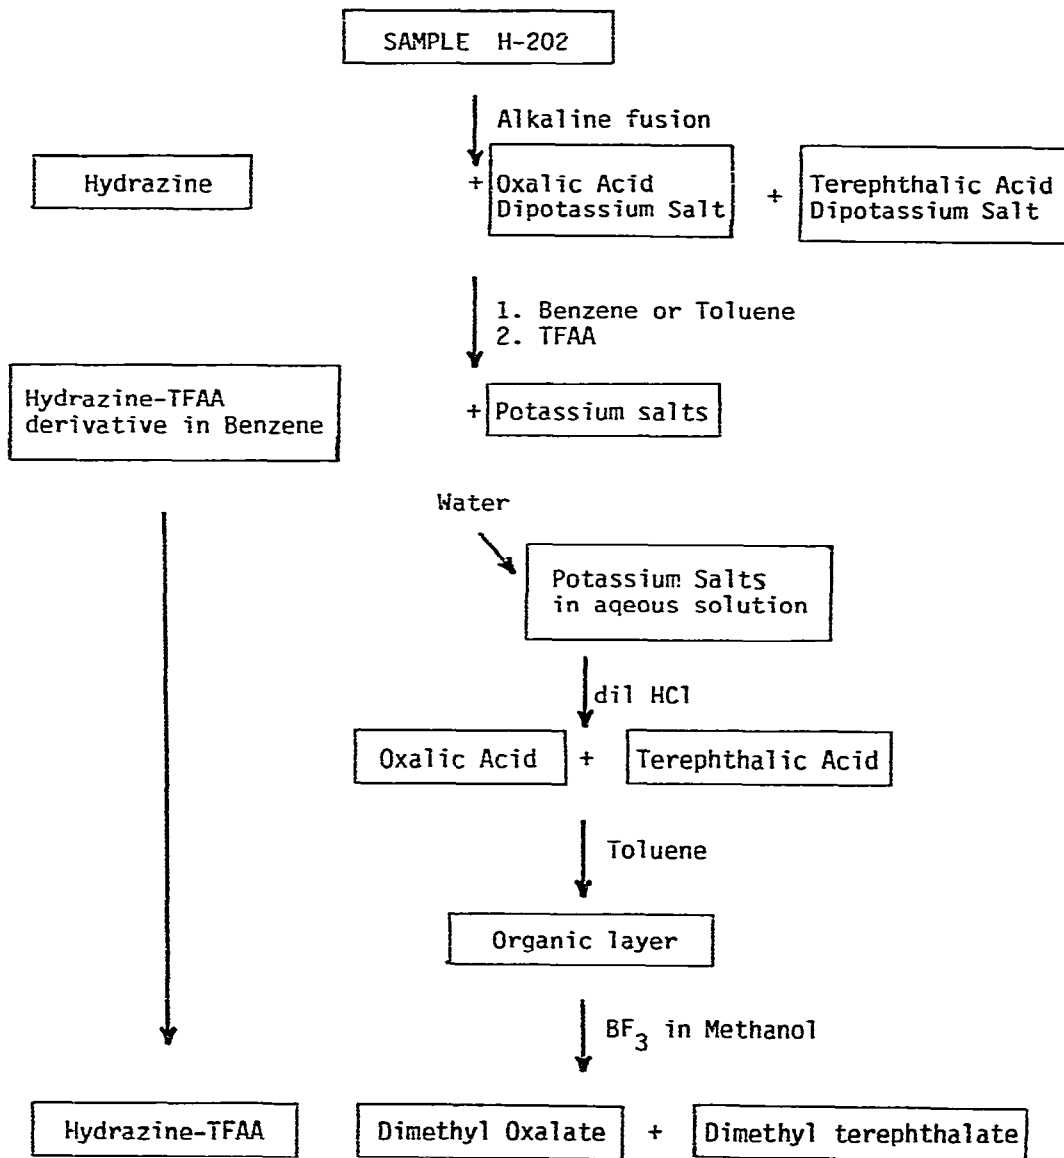 SAMPLE H-202
Alkaline fusion
Hydrazine
+ Oxalic Acid
Dipotassium Salt
+ Terephthalic Acid
Dipotassium Salt
1. Benzene or Toluene
2. TFAA
Hydrazine-TFAA
derivative in Benzene
+ Potassium salts
Water
Potassium Salts
in aqeous solution
dil HCl
Oxalic Acid + Terephthalic Acid
Toluene
Organic layer
BF3 in Methanol
Hydrazine-TFAA
Dimethyl Oxalate + Dimethyl terephthalate